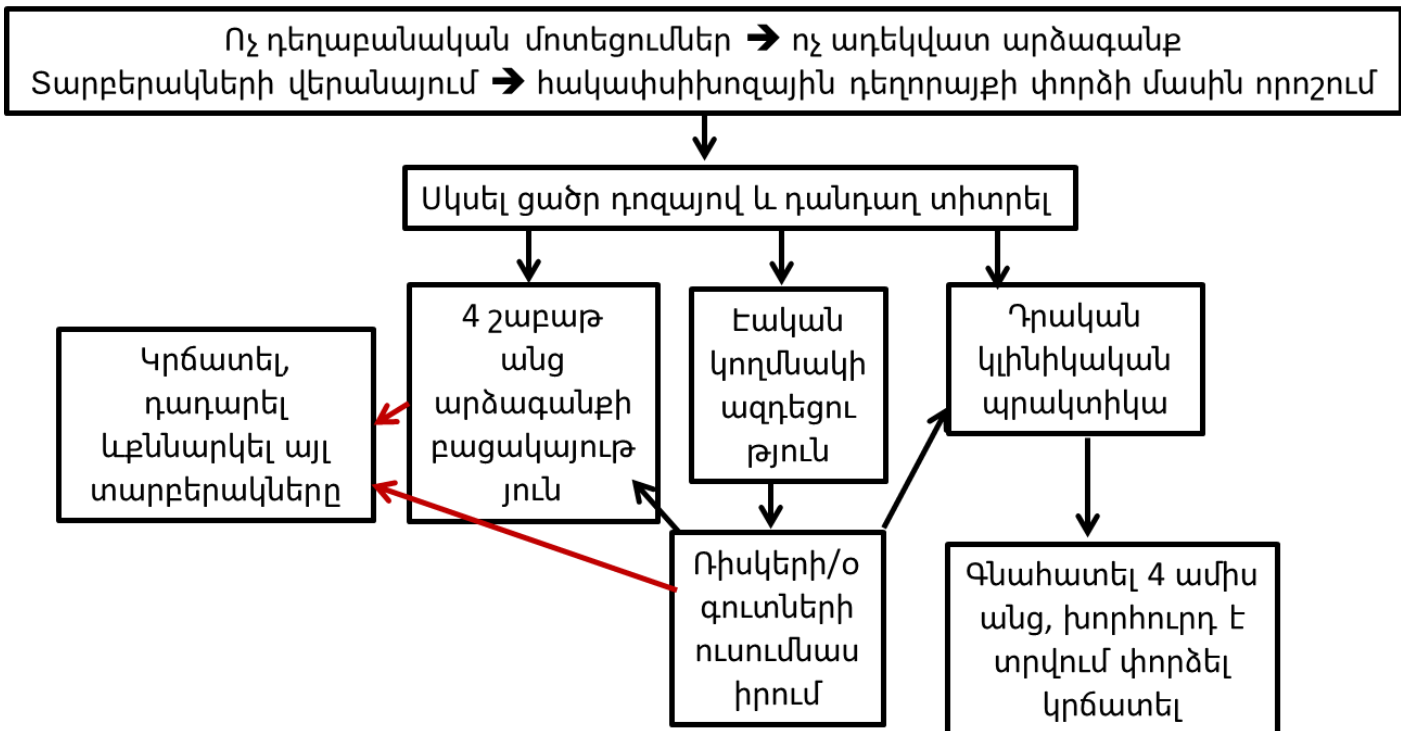 Ոչ դեղաբանական մոտեցումներ ➔ ոչ ադեկվատ արձագանք
Տարբերակների վերանայում ➔ հակափսիխոզային դեղորայքի փորձի մասին որոշում
Սկսել ցածր դոզայով և դանդաղ տիտրել
4 շաբաթ
անց
արձագանքի
բացակայութ
յուն
Էական
կողմնակի
ազդեցու
թյուն
Դրական
կլինիկական
պրակտիկա
Կրճատել,
դադարել
ևքննարկել այլ
տարբերակները
Ռիսկերի/օ
գուտների
ուսումնաս
իրում
Գնահատել 4 ամիս
անց, խորհուրդ է
տրվում փորձել
կրճատել